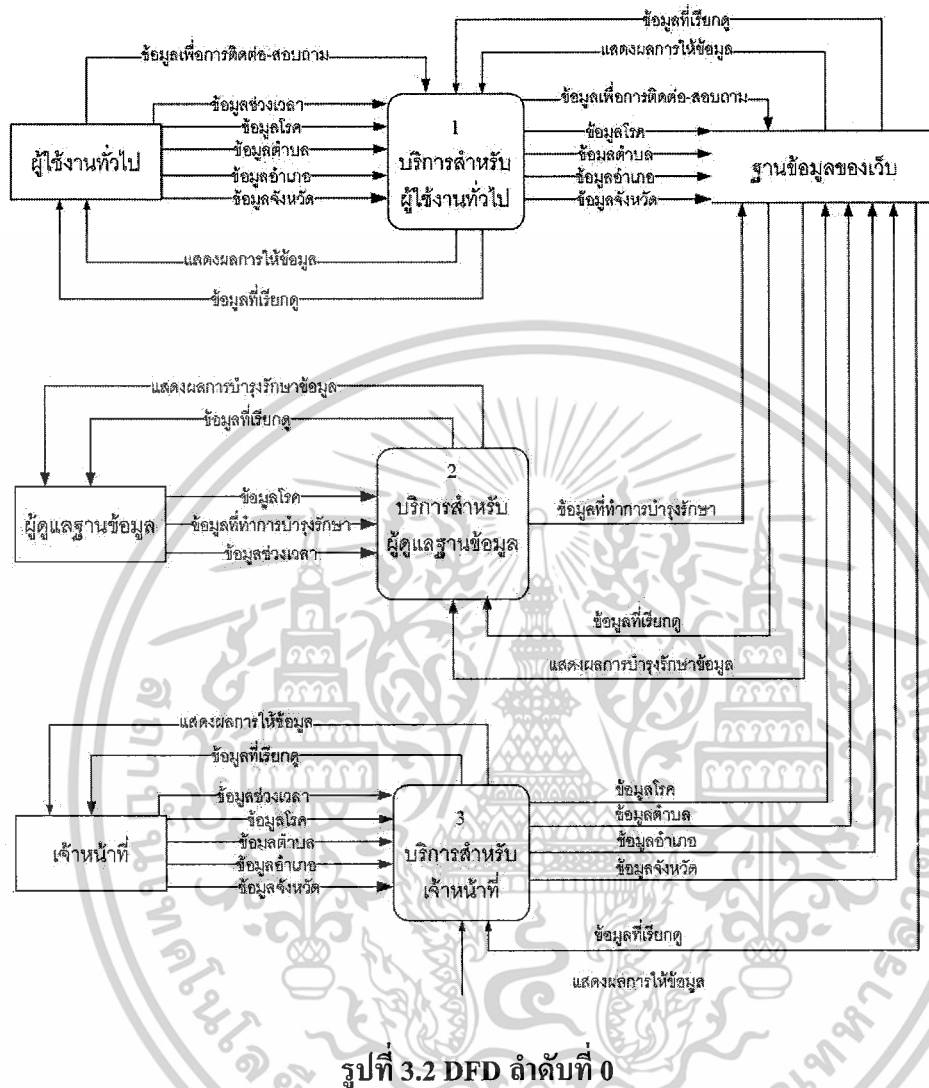 ข้อมูลที่เรียกดู
แสดงผลการให้ข้อมูล
ข้อมูลเพื่อการติดต่อ-สอบถาม
ข้อมูลเพื่อการติดต่อ-สอบถาม
ข้อมูลช่วงเวลา
ข้อมูลโรค
ข้อมูลตำบล
ข้อมูลอำเภอ
ข้อมูลจังหวัด
ผู้ใช้งานทั่วไป
1
บริการสำหรับ
ผู้ใช้งานทั่วไป
ข้อมูลโรค
ข้อมูลตำบล
ข้อมูลอำเภอ
ข้อมูลจังหวัด
ฐานข้อมูลของเว็บ
แสดงผลการให้ข้อมูล
ข้อมูลที่เรียกดู
แสดงผลการบำรุงรักษาข้อมูล
ข้อมูลที่เรียกดู
ผู้ดูแลฐานข้อมูล
ข้อมูลโรค
ข้อมูลที่ทำการบำรุงรักษา
ข้อมูลช่วงเวลา
2
บริการสำหรับ
ผู้ดูแลฐานข้อมูล
ข้อมูลที่ทำการบำรุงรักษา
ข้อมูลที่เรียกดู
แสดงผลการบำรุงรักษาข้อมูล
แสดงผลการให้ข้อมูล
ข้อมูลที่เรียกดู
เจ้าหน้าที่
ข้อมูลช่วงเวลา
ข้อมูลโรค
ข้อมูลตำบล
ข้อมูลอำเภอ
ข้อมูลจังหวัด
3
บริการสำหรับ
เจ้าหน้าที่
ข้อมูลโรค
ข้อมูลตำบล
ข้อมูลอำเภอ
ข้อมูลจังหวัด
ข้อมูลที่เรียกดู
แสดงผลการให้ข้อมูล
รูปที่ 3.2 DFD ลำดับที่ 0